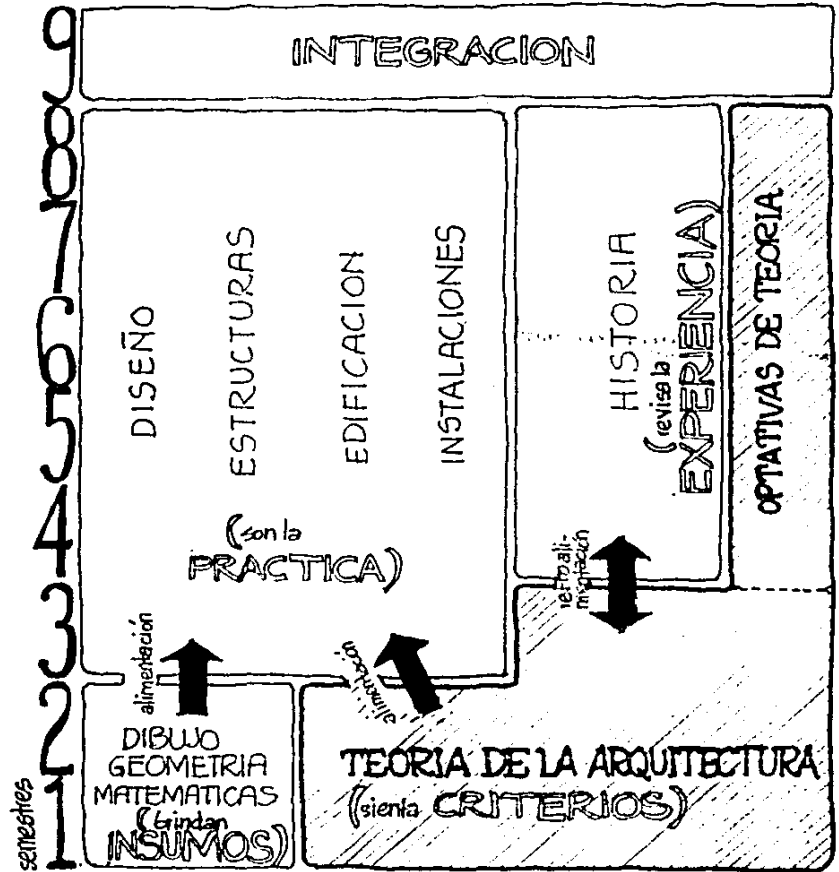 9
INTEGRACION
8
7
6
5
4
3
2
1
semestres
DISEÑO
ESTRUCTURAS
EDIFICACION
INSTALACIONES
(son la
PRACTICA)
HISTORIA
(revisa la
EXPERIENCIA)
OPTATIVAS DE TEORIA
retroali-
mentación
alimentación
alimentación
DIBUJO
GEOMETRIA
MATEMATICAS
(brindan
INSUMOS)
TEORIA DE LA ARQUITECTURA
(sienta CRITERIOS)